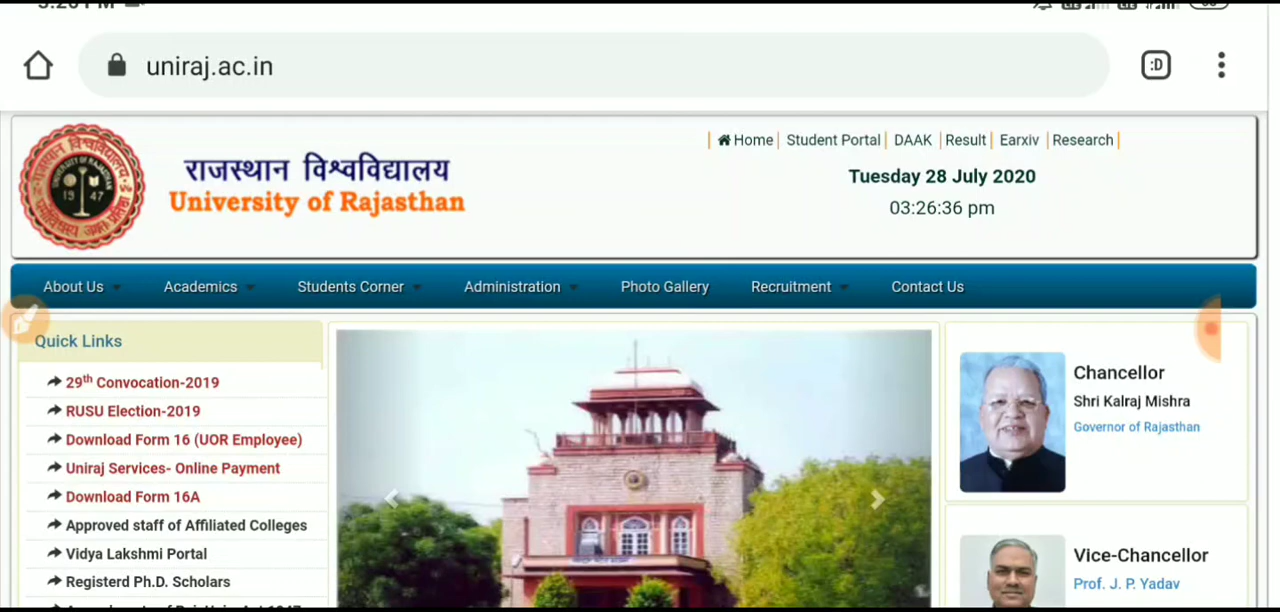 uniraj.ac.in
:D
राजस्थान विश्वविद्यालय
University of Rajasthan
UNIVERSITY OF RAJASTHAN
1947
Home Student Portal DAAK Result Earxiv Research
Tuesday 28 July 2020
03:26:36 pm
About Us Academics Students Corner Administration Photo Gallery Recruitment Contact Us
Quick Links
29th Convocation-2019
RUSU Election-2019
Download Form 16 (UOR Employee)
Uniraj Services- Online Payment
Download Form 16A
Approved staff of Affiliated Colleges
Vidya Lakshmi Portal
Registerd Ph.D. Scholars
Chancellor
Shri Kalraj Mishra
Governor of Rajasthan
Vice-Chancellor
Prof. J. P. Yadav